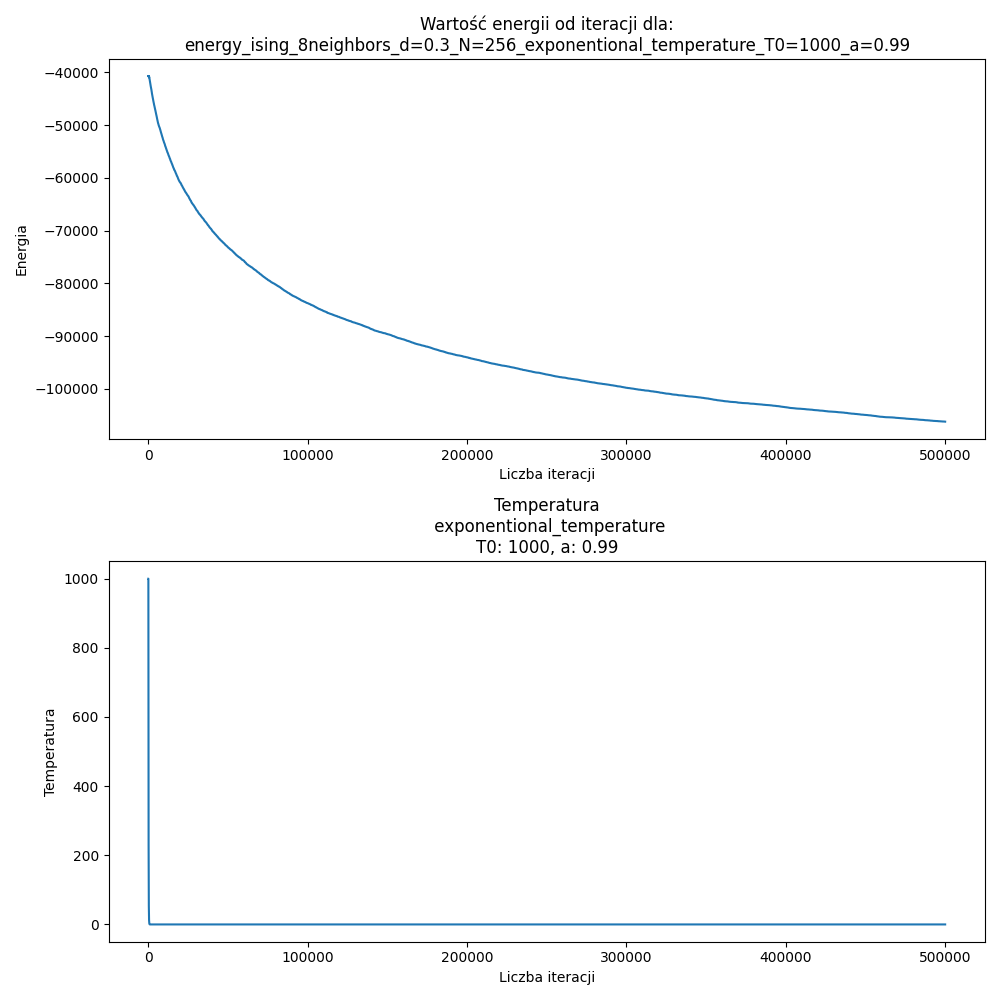 Wartość energii od iteracji dla:
energy_ising_8neighbors_d=0.3_N=256_exponentional_temperature_T0=1000_a=0.99
−40000
−50000
−60000
−70000
−80000
−90000
−100000
Energia
0
100000
200000
300000
400000
500000
Liczba iteracji
Temperatura
exponentional_temperature
T0: 1000, a: 0.99
1000
800
600
400
200
0
Temperatura
0
100000
200000
300000
400000
500000
Liczba iteracji